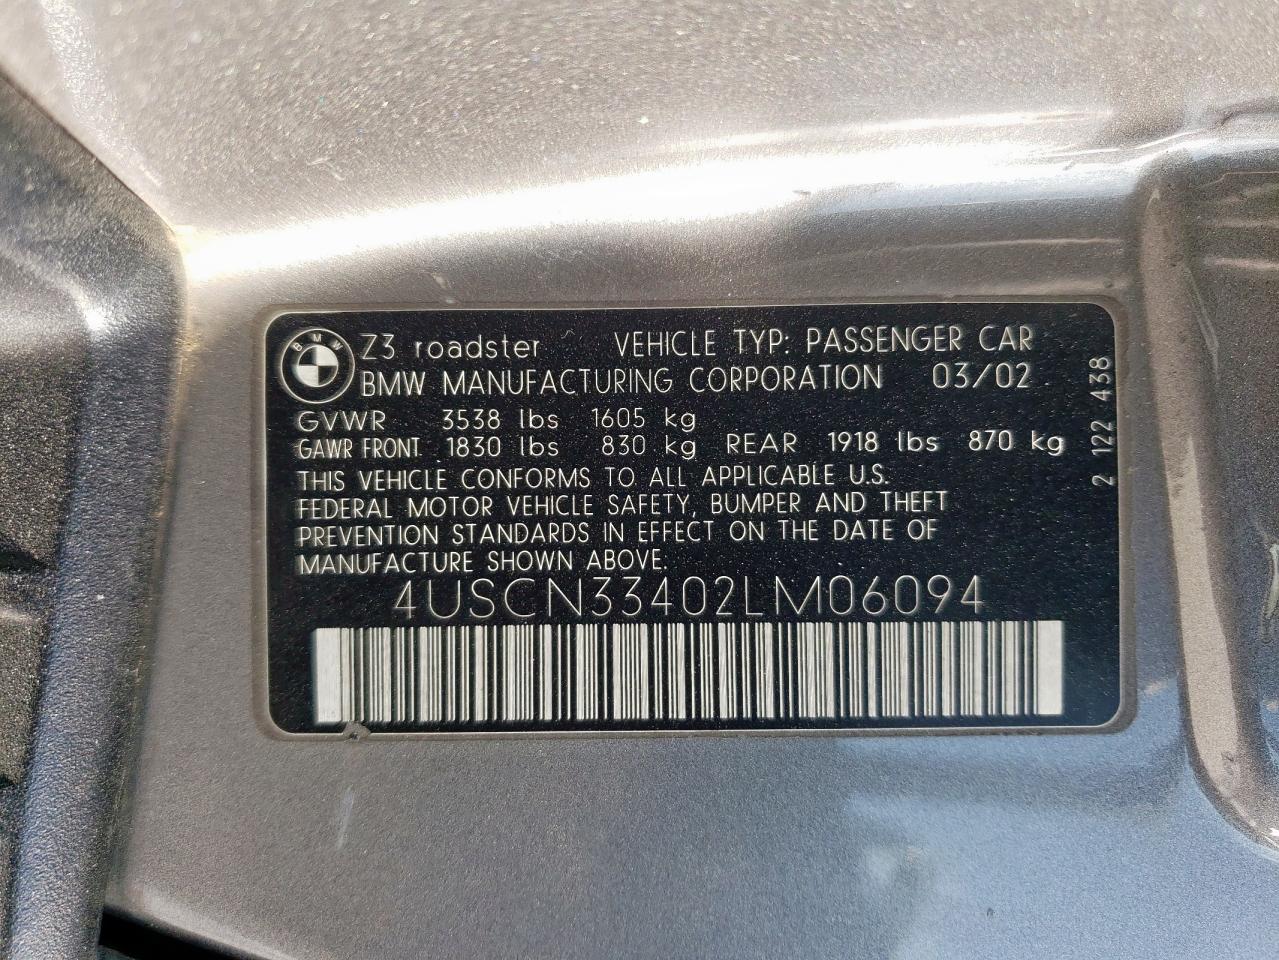 BMW
Z3 roadster VEHICLE TYP: PASSENGER CAR
BMW MANUFACTURING CORPORATION 03/02
GVWR 3538 lbs 1605 kg
GAWR FRONT 1830 lbs 830 kg REAR 1918 lbs 870 kg
THIS VEHICLE CONFORMS TO ALL APPLICABLE U.S.
FEDERAL MOTOR VEHICLE SAFETY, BUMPER AND THEFT
PREVENTION STANDARDS IN EFFECT ON THE DATE OF
MANUFACTURE SHOWN ABOVE.
4USCN33402LM06094
2 122 438